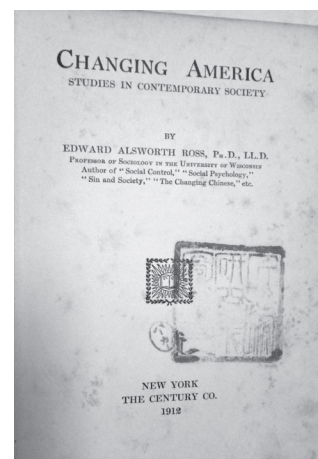 CHANGING AMERICA
STUDIES IN CONTEMPORARY SOCIETY
BY
EDWARD ALSWORTH ROSS, PH.D., LL.D.
PROFESSOR OF SOCIOLOGY IN THE UNIVERSITY OF WISCONSIN
Author of "Social Control," "Social Psychology,"
"Sin and Society," "The Changing Chinese," etc.
NEW YORK
THE CENTURY CO.
1912